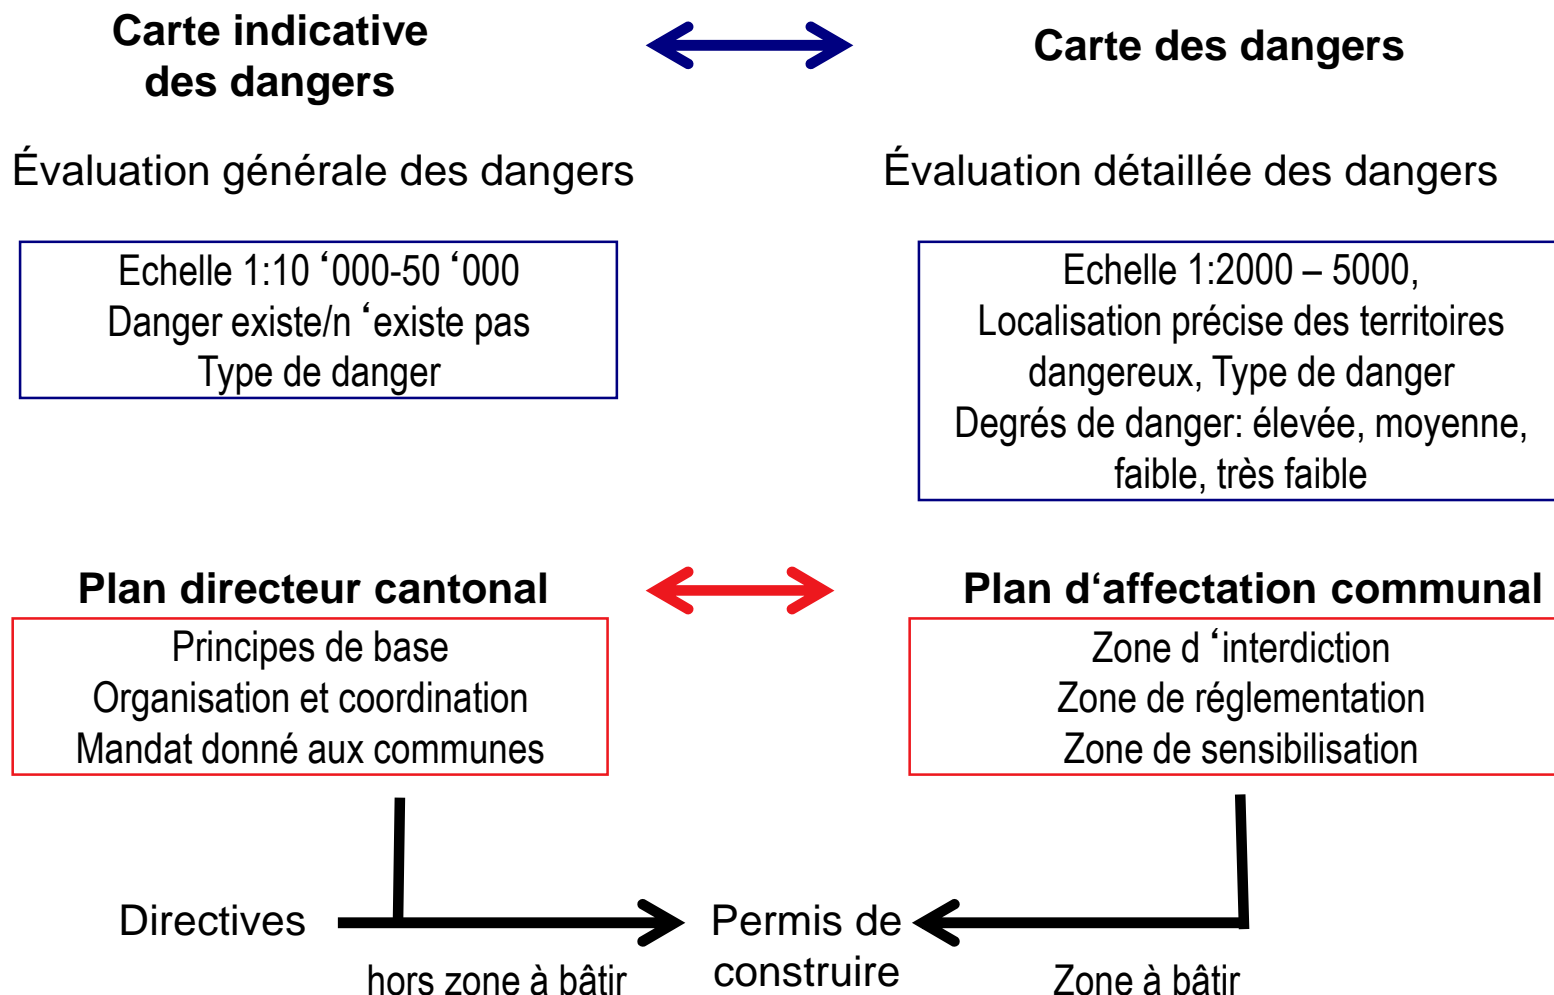 Carte indicative
des dangers
Carte des dangers
Évaluation générale des dangers
Évaluation détaillée des dangers
Echelle 1:10 ‘000-50 ‘000
Danger existe/n ‘existe pas
Type de danger
Echelle 1:2000 – 5000,
Localisation précise des territoires
dangereux, Type de danger
Degrés de danger: élevée, moyenne,
faible, très faible
Plan directeur cantonal
Plan d‘affectation communal
Principes de base
Organisation et coordination
Mandat donné aux communes
Zone d ‘interdiction
Zone de réglementation
Zone de sensibilisation
Directives
Permis de
construire
hors zone à bâtir
Zone à bâtir